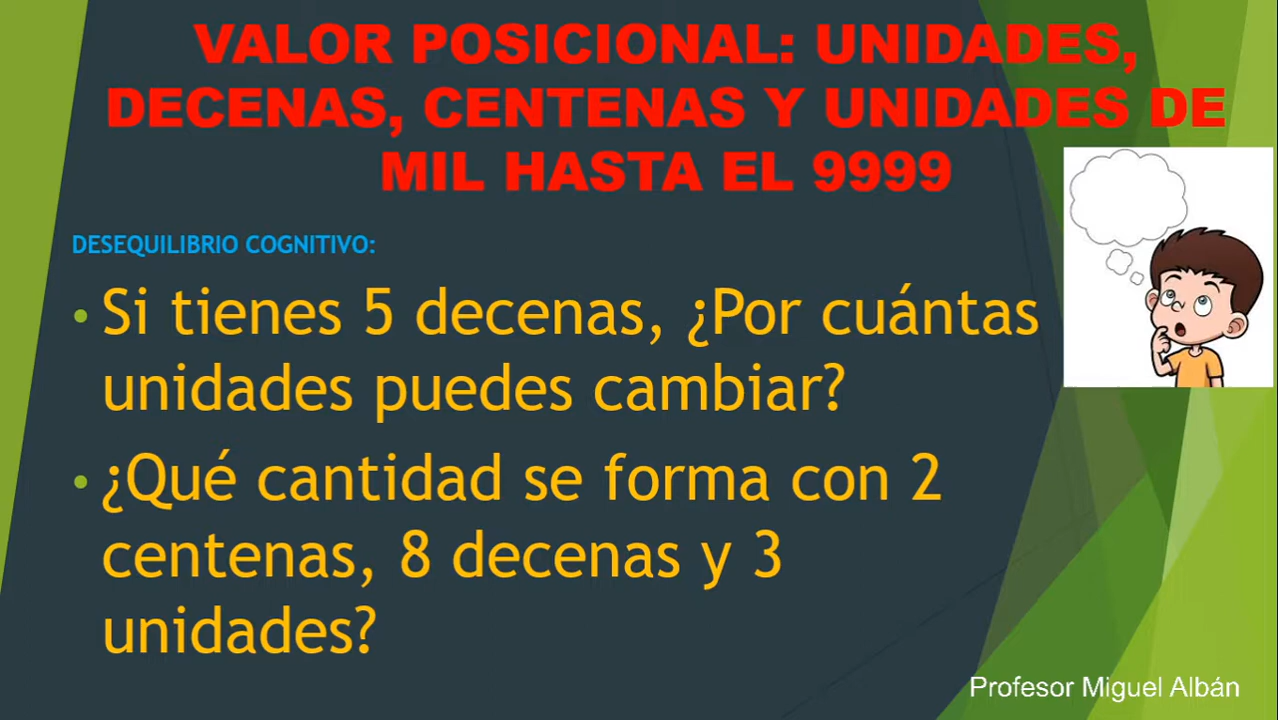 VALOR POSICIONAL: UNIDADES,
DECENAS, CENTENAS Y UNIDADES DE
MIL HASTA EL 9999
DESEQUILIBRIO COGNITIVO:
• Si tienes 5 decenas, ¿Por cuántas
unidades puedes cambiar?
• ¿Qué cantidad se forma con 2
centenas, 8 decenas y 3
unidades?
Profesor Miguel Albán